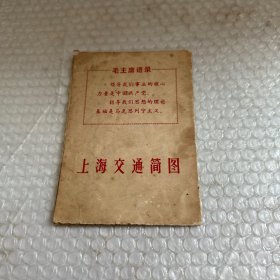 毛主席语录
领导我们事业的核心
力量是中国共产党。
指导我们思想的理论
基础是马克思列宁主义。
上海交通简图